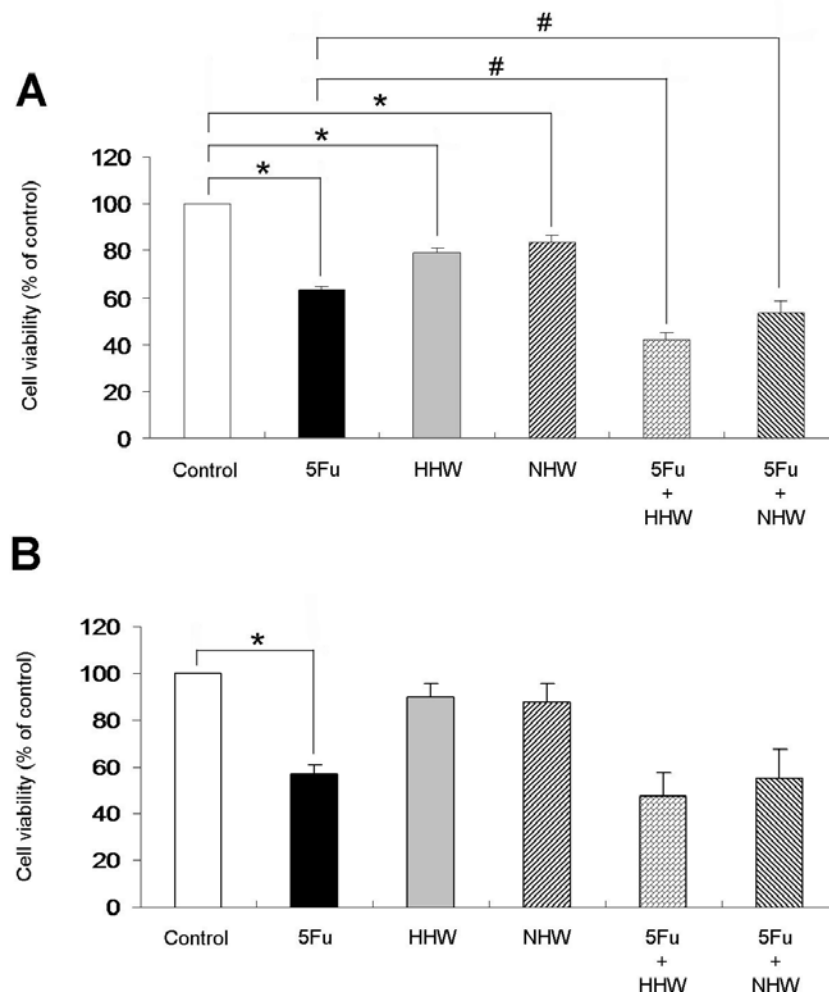 #
#
A
*
*
*
120
100
80
60
40
20
0
Cell viability (% of control)
Control 5Fu HHW NHW 5Fu 5Fu
+ +
HHW NHW
B
*
120
100
80
60
40
20
0
Cell viability (% of control)
Control 5Fu HHW NHW 5Fu 5Fu
+ +
HHW NHW